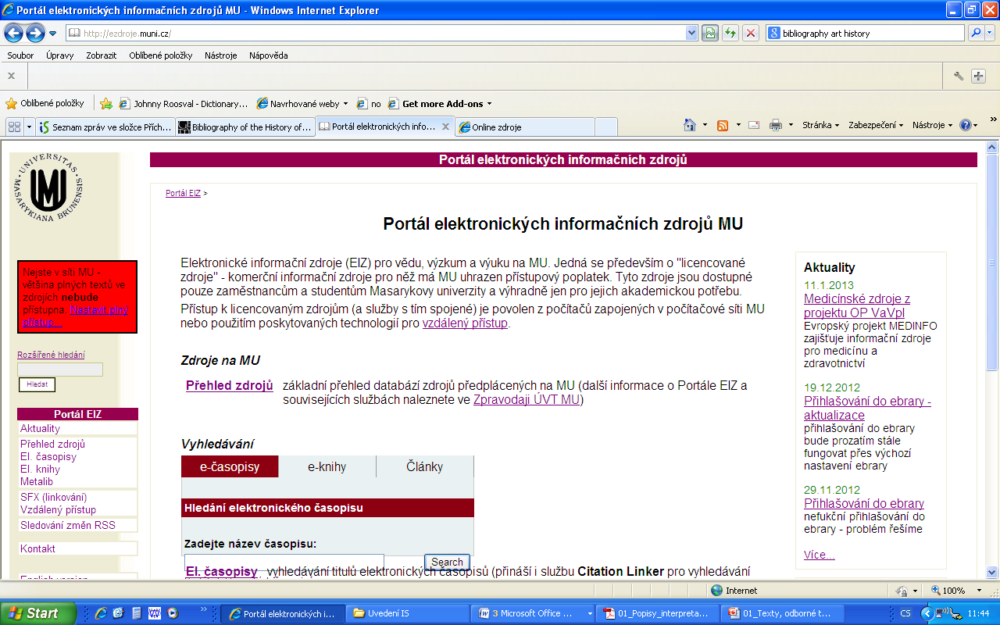 Portál elektronických informačních zdrojů MU - Windows Internet Explorer
http://ezdroje.muni.cz/
bibliography art history
Soubor Úpravy Zobrazit Oblíbené položky Nástroje Nápověda
x
Oblíbené položky Johnny Roosval - Dictionary... Navrhované weby no Get more Add-ons
Seznam zpráv ve složce Přích... Bibliography of the History of... Portál elektronických info... Online zdroje Stránka Zabezpečení Nástroje
UNIVERSITAS MASARYKIANA BRUNENSIS
Portál elektronických informačních zdrojů
Portál EIZ >
Portál elektronických informačních zdrojů MU
Nejste v síti MU -
většina plných textů ve
zdrojích nebude
přístupna. Nastavit plný
přístup...
Rozšířené hledání
Hledat
Portál EIZ
Aktuality
Přehled zdrojů
El. časopisy
El. knihy
Metalib
SFX (linkování)
Vzdálený přístup
Sledování změn RSS
Kontakt
English version
Elektronické informační zdroje (EIZ) pro vědu, výzkum a výuku na MU. Jedná se především o "licencované
zdroje" - komerční informační zdroje pro něž má MU uhrazen přístupový poplatek. Tyto zdroje jsou dostupné
pouze zaměstnancům a studentům Masarykovy univerzity a výhradně jen pro jejich akademickou potřebu.
Přístup k licencovaným zdrojům (a služby s tím spojené) je povolen z počítačů zapojených v počítačové síti MU
nebo použitím poskytovaných technologií pro vzdálený přístup.
Zdroje na MU
Přehled zdrojů základní přehled databází zdrojů předplácených na MU (další informace o Portále EIZ a
souvisejících službách naleznete ve Zpravodaji ÚVT MU)
Vyhledávání
e-časopisy e-knihy Články
Hledání elektronického časopisu
Zadejte název časopisu:
Search
El. časopisy vyhledávání titulů elektronických časopisů (přináší i službu Citation Linker pro vyhledávání
Aktuality
11.1.2013
Medicínské zdroje z
projektu OP VaVpI
Evropský projekt MEDINFO
zajišťuje informační zdroje
pro medicínu a
zdravotnictví
19.12.2012
Přihlašování do ebrary -
aktualizace
přihlašování do ebrary
bude prozatím stále
fungovat přes výchozí
nastavení ebrary
29.11.2012
Přihlašování do ebrary
nefukční přihlašování do
ebrary - problém řešíme
Více...
Internet 100%
Start Portál elektronických i... Uvedení IS 3 Microsoft Office ... 01_Popisy_interpreta... 01_Texty, odborné t... CS 11:44